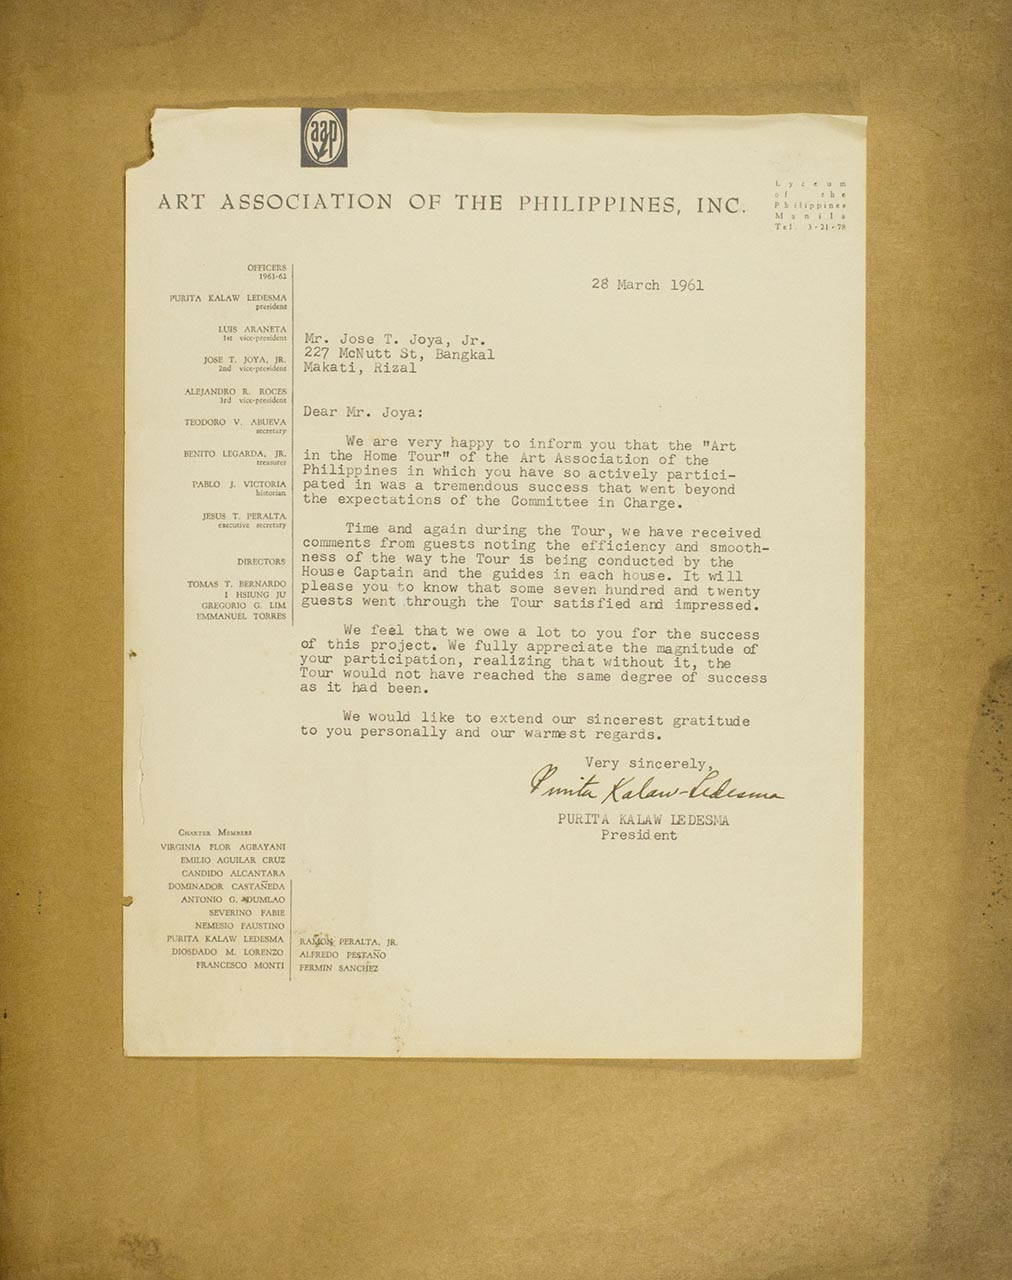 aap
ART ASSOCIATION OF THE PHILIPPINES, INC.
Lyceum
of the
Philippines
Manila
Tel. 3-21-78
OFFICERS
1961-62
PURITA KALAW LEDESMA
president
LUIS ARANETA
1st vice-president
JOSE T. JOYA, JR.
2nd vice-president
ALEJANDRO R. ROCES
3rd vice-president
TEODORO V. ABUEVA
secretary
BENITO LEGARDA, JR.
treasurer
PABLO J. VICTORIA
historian
JESUS T. PERALTA
executive secretary
DIRECTORS
TOMAS T. BERNARDO
I HSIUNG JU
GREGORIO G. LIM
EMMANUEL TORRES
28 March 1961
Mr. Jose T. Joya, Jr.
227 McNutt St, Bangkal
Makati, Rizal
Dear Mr. Joya:
We are very happy to inform you that the "Art
in the Home Tour" of the Art Association of the
Philippines in which you have so actively partici-
pated in was a tremendous success that went beyond
the expectations of the Committee in Charge.
Time and again during the Tour, we have received
comments from guests noting the efficiency and smooth-
ness of the way the Tour is being conducted by the
House Captain and the guides in each house. It will
please you to know that some seven hundred and twenty
guests went through the Tour satisfied and impressed.
We feel that we owe a lot to you for the success
of this project. We fully appreciate the magnitude of
your participation, realizing that without it, the
Tour would not have reached the same degree of success
as it had been.
We would like to extend our sincerest gratitude
to you personally and our warmest regards.
Very sincerely,
Purita Kalaw-Ledesma
PURITA KALAW LEDESMA
President
CHARTER MEMBERS
VIRGINIA FLOR AGBAYANI
EMILIO AGUILAR CRUZ
CANDIDO ALCANTARA
DOMINADOR CASTAÑEDA
ANTONIO G. DUMLAO
SEVERINO FABIE
NEMESIO FAUSTINO
PURITA KALAW LEDESMA
DIOSDADO M. LORENZO
FRANCESCO MONTI
RAMON PERALTA, JR.
ALFREDO PESTAÑO
FERMIN SANCHEZ